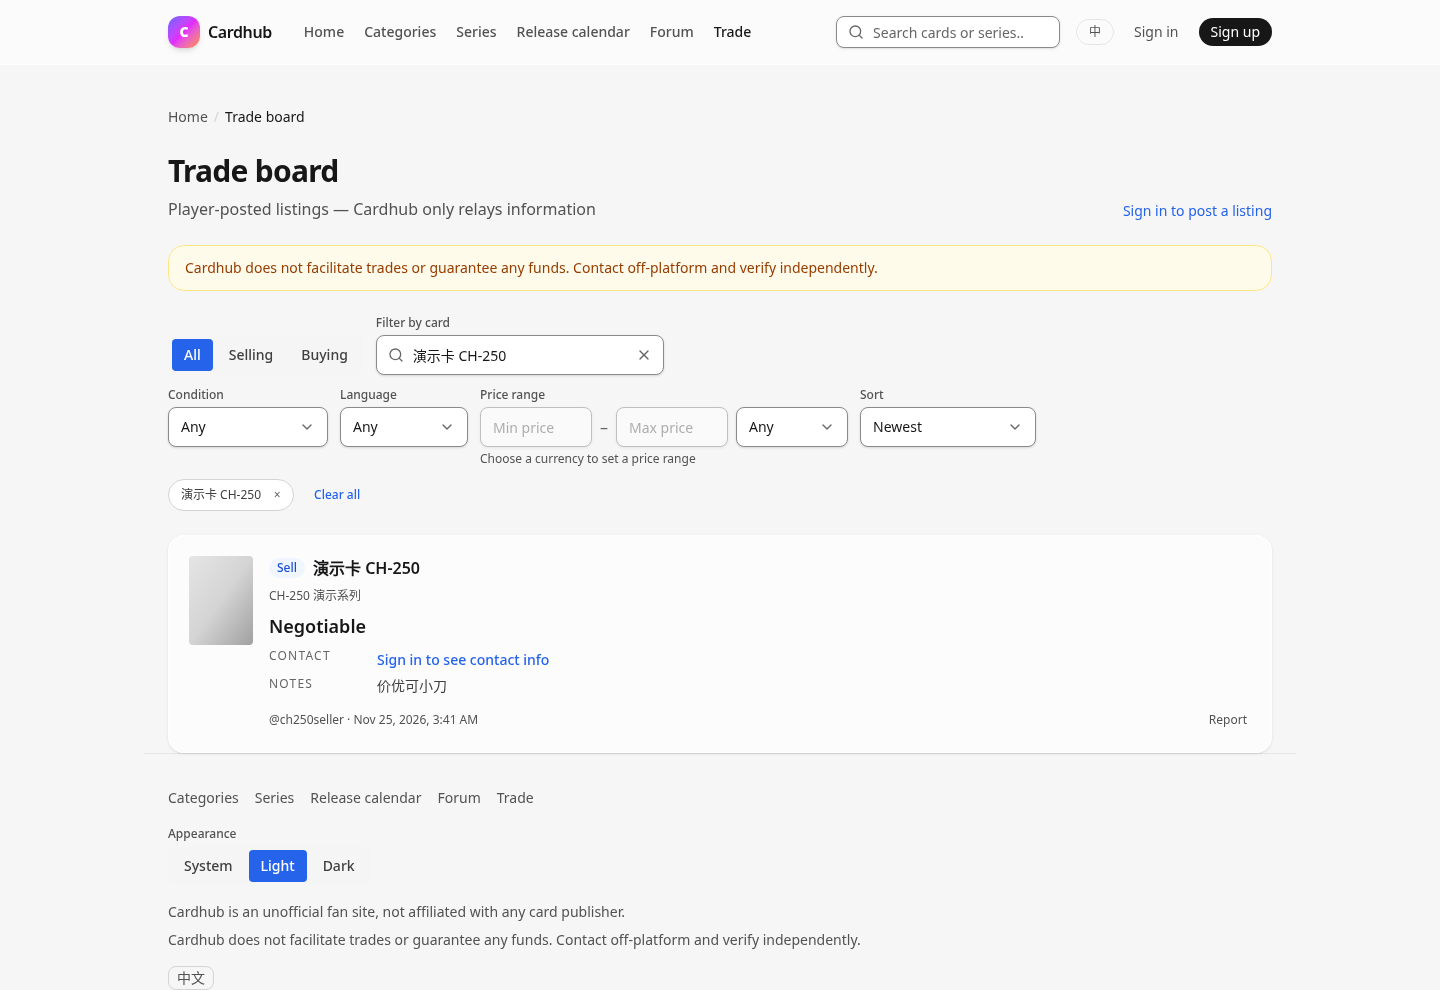 C Cardhub Home Categories Series Release calendar Forum Trade Search cards or series.. 中 Sign in Sign up
Home / Trade board
Trade board
Player-posted listings — Cardhub only relays information
Sign in to post a listing
Cardhub does not facilitate trades or guarantee any funds. Contact off-platform and verify independently.
Filter by card
All Selling Buying 演示卡 CH-250
Condition Language Price range Sort
Any Any Min price – Max price Any Newest
Choose a currency to set a price range
演示卡 CH-250 × Clear all
Sell 演示卡 CH-250
CH-250 演示系列
Negotiable
CONTACT Sign in to see contact info
NOTES 价优可小刀
@ch250seller · Nov 25, 2026, 3:41 AM Report
Categories Series Release calendar Forum Trade
Appearance
System Light Dark
Cardhub is an unofficial fan site, not affiliated with any card publisher.
Cardhub does not facilitate trades or guarantee any funds. Contact off-platform and verify independently.
中文